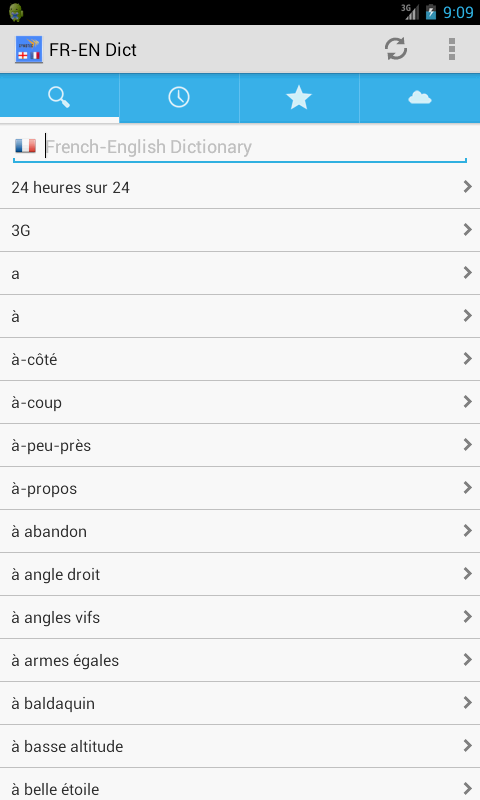 3G
9:09
FR-EN Dict
French-English Dictionary
24 heures sur 24
3G
a
à
à-côté
à-coup
à-peu-près
à-propos
à abandon
à angle droit
à angles vifs
à armes égales
à baldaquin
à basse altitude
à belle étoile